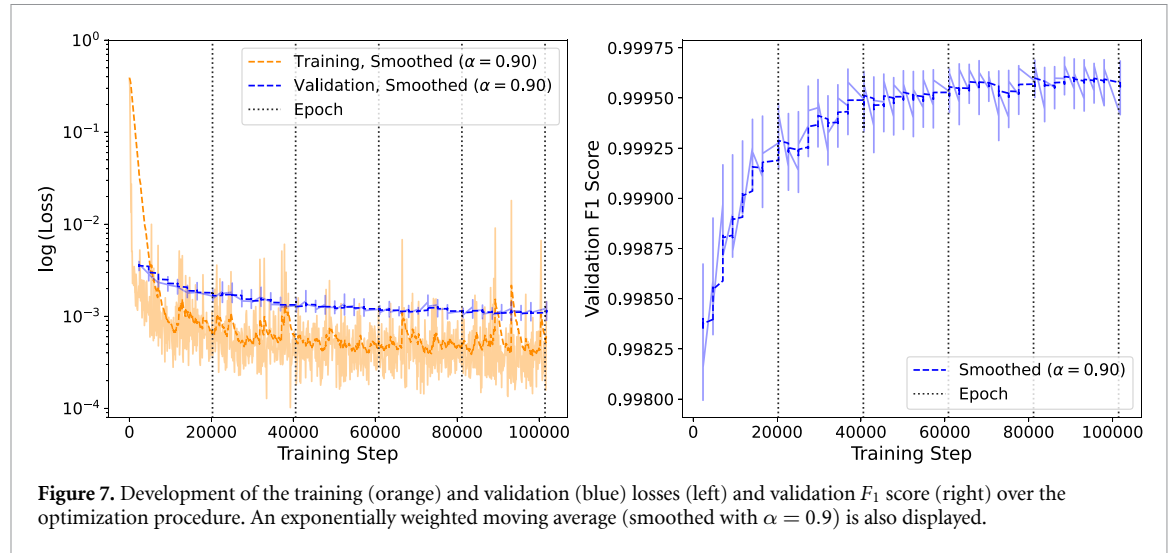 10^0
10^{-1}
10^{-2}
10^{-3}
10^{-4}
log (Loss)
Training, Smoothed (α = 0.90)
Validation, Smoothed (α = 0.90)
Epoch
0 20000 40000 60000 80000 100000
Training Step
0.99975
0.99950
0.99925
0.99900
0.99875
0.99850
0.99825
0.99800
Validation F1 Score
Smoothed (α = 0.90)
Epoch
0 20000 40000 60000 80000 100000
Training Step
Figure 7. Development of the training (orange) and validation (blue) losses (left) and validation F₁ score (right) over the
optimization procedure. An exponentially weighted moving average (smoothed with α = 0.9) is also displayed.